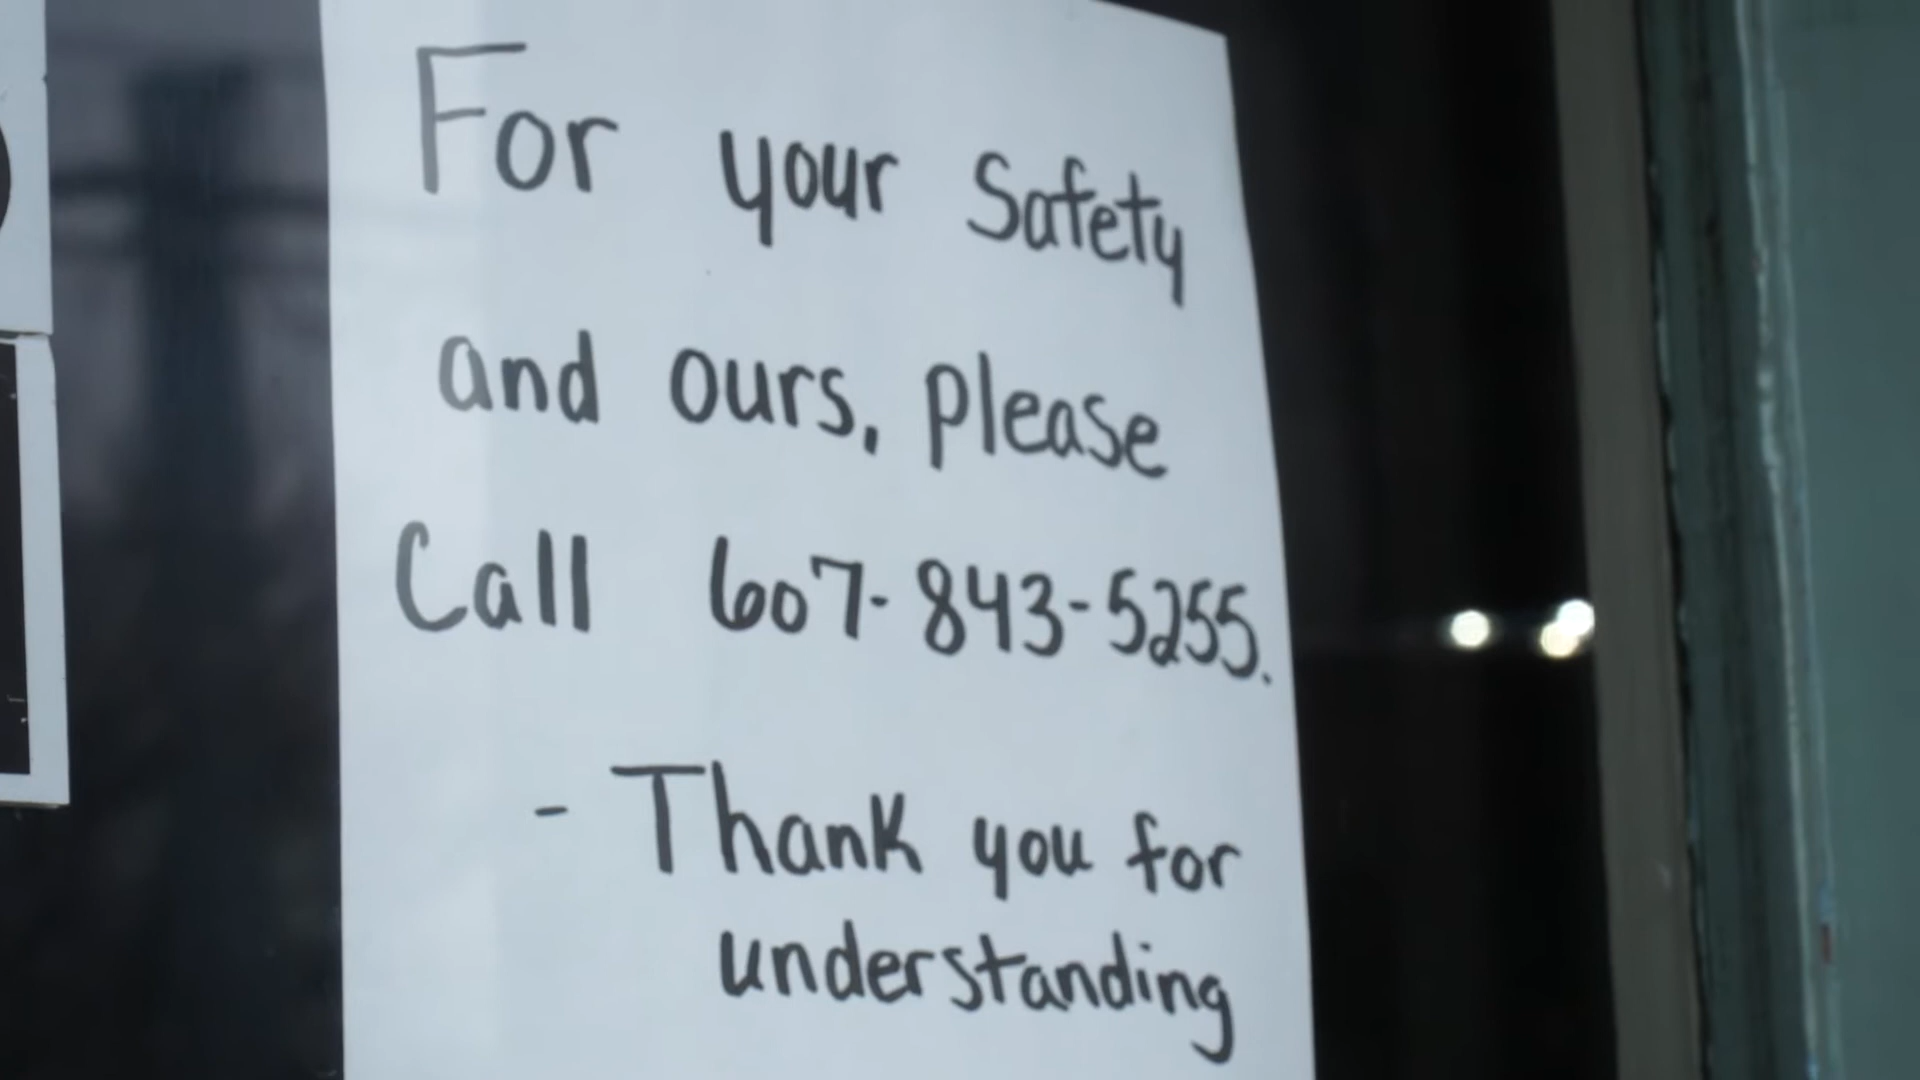 For your Safety
and ours, please
Call 607-843-5255.
- Thank you for
understanding